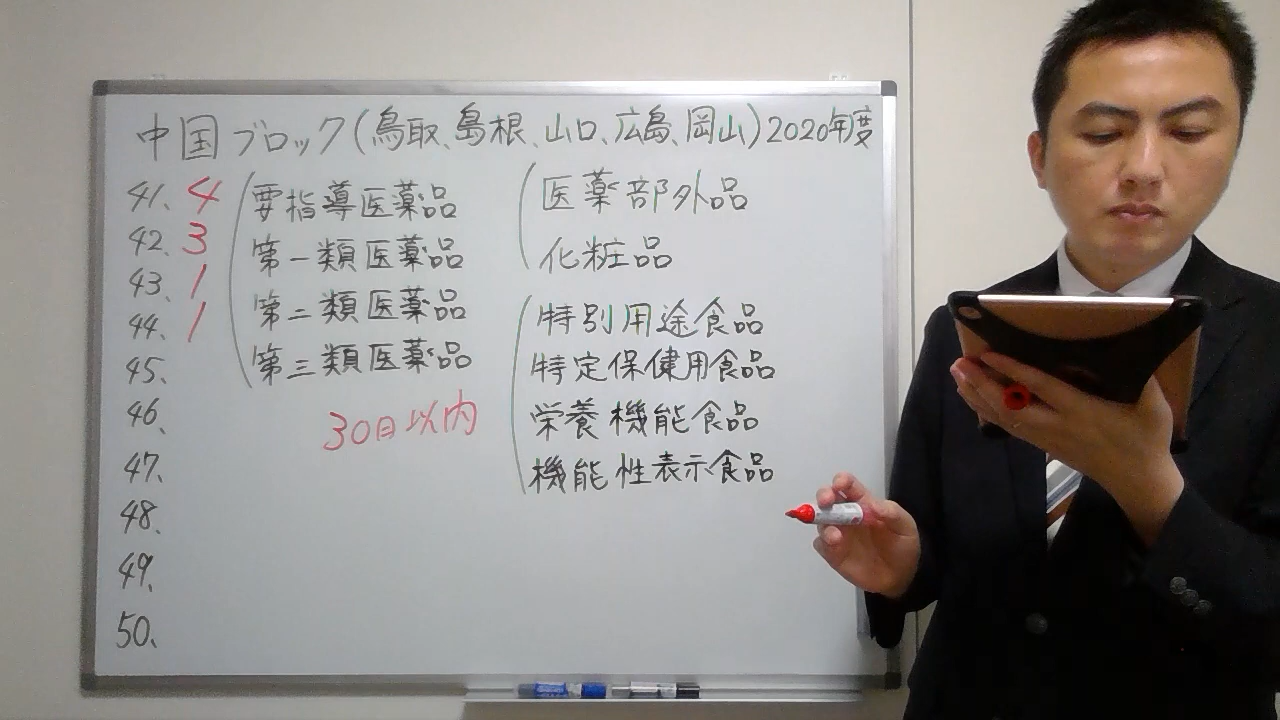 中国ブロック(鳥取、島根、山口、広島、岡山)2020年度
41、4
42、3
43、1
44、1
45、
46、
47、
48、
49、
50、
要指導医薬品
第一類医薬品
第二類医薬品
第三類医薬品
30日以内
医薬部外品
化粧品
特別用途食品
特定保健用食品
栄養機能食品
機能性表示食品